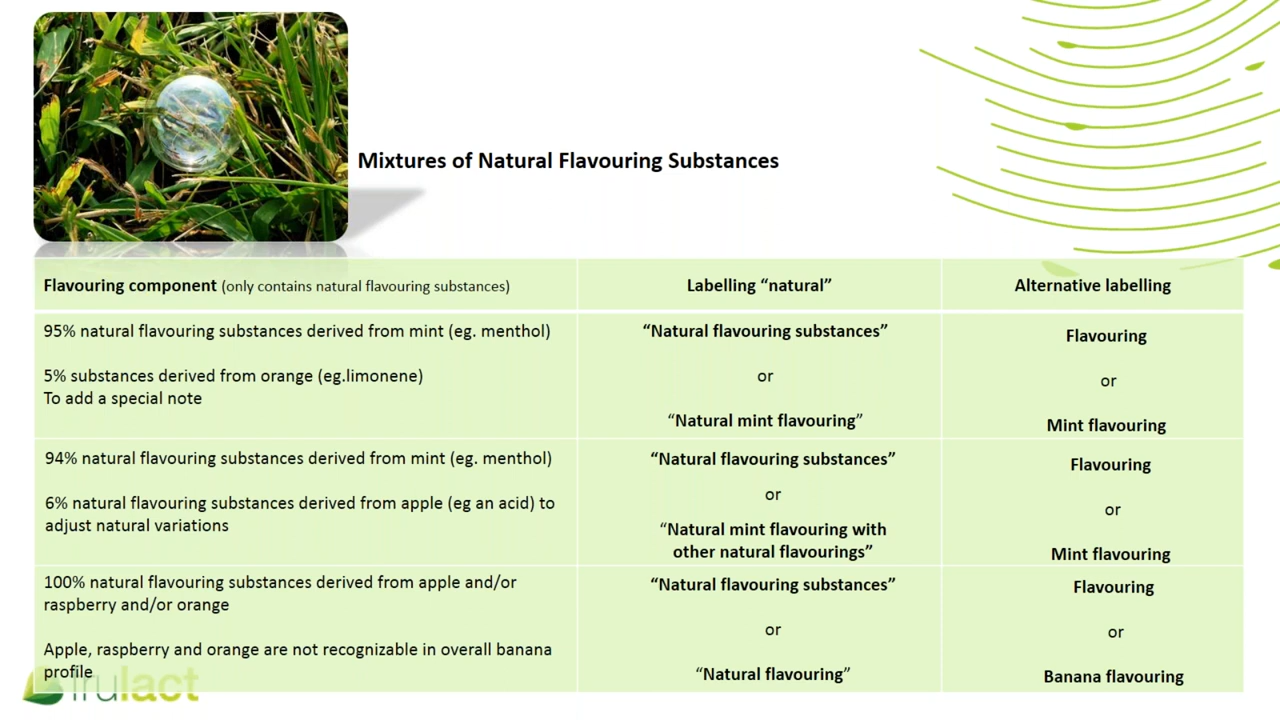 Mixtures of Natural Flavouring Substances
Flavouring component (only contains natural flavouring substances)
Labelling “natural”
Alternative labelling
95% natural flavouring substances derived from mint (eg. menthol)
5% substances derived from orange (eg.limonene)
To add a special note
“Natural flavouring substances”
or
“Natural mint flavouring”
Flavouring
or
Mint flavouring
94% natural flavouring substances derived from mint (eg. menthol)
6% natural flavouring substances derived from apple (eg an acid) to
adjust natural variations
“Natural flavouring substances”
or
“Natural mint flavouring with
other natural flavourings”
Flavouring
or
Mint flavouring
100% natural flavouring substances derived from apple and/or
raspberry and/or orange
Apple, raspberry and orange are not recognizable in overall banana
profile
“Natural flavouring substances”
or
“Natural flavouring”
Flavouring
or
Banana flavouring